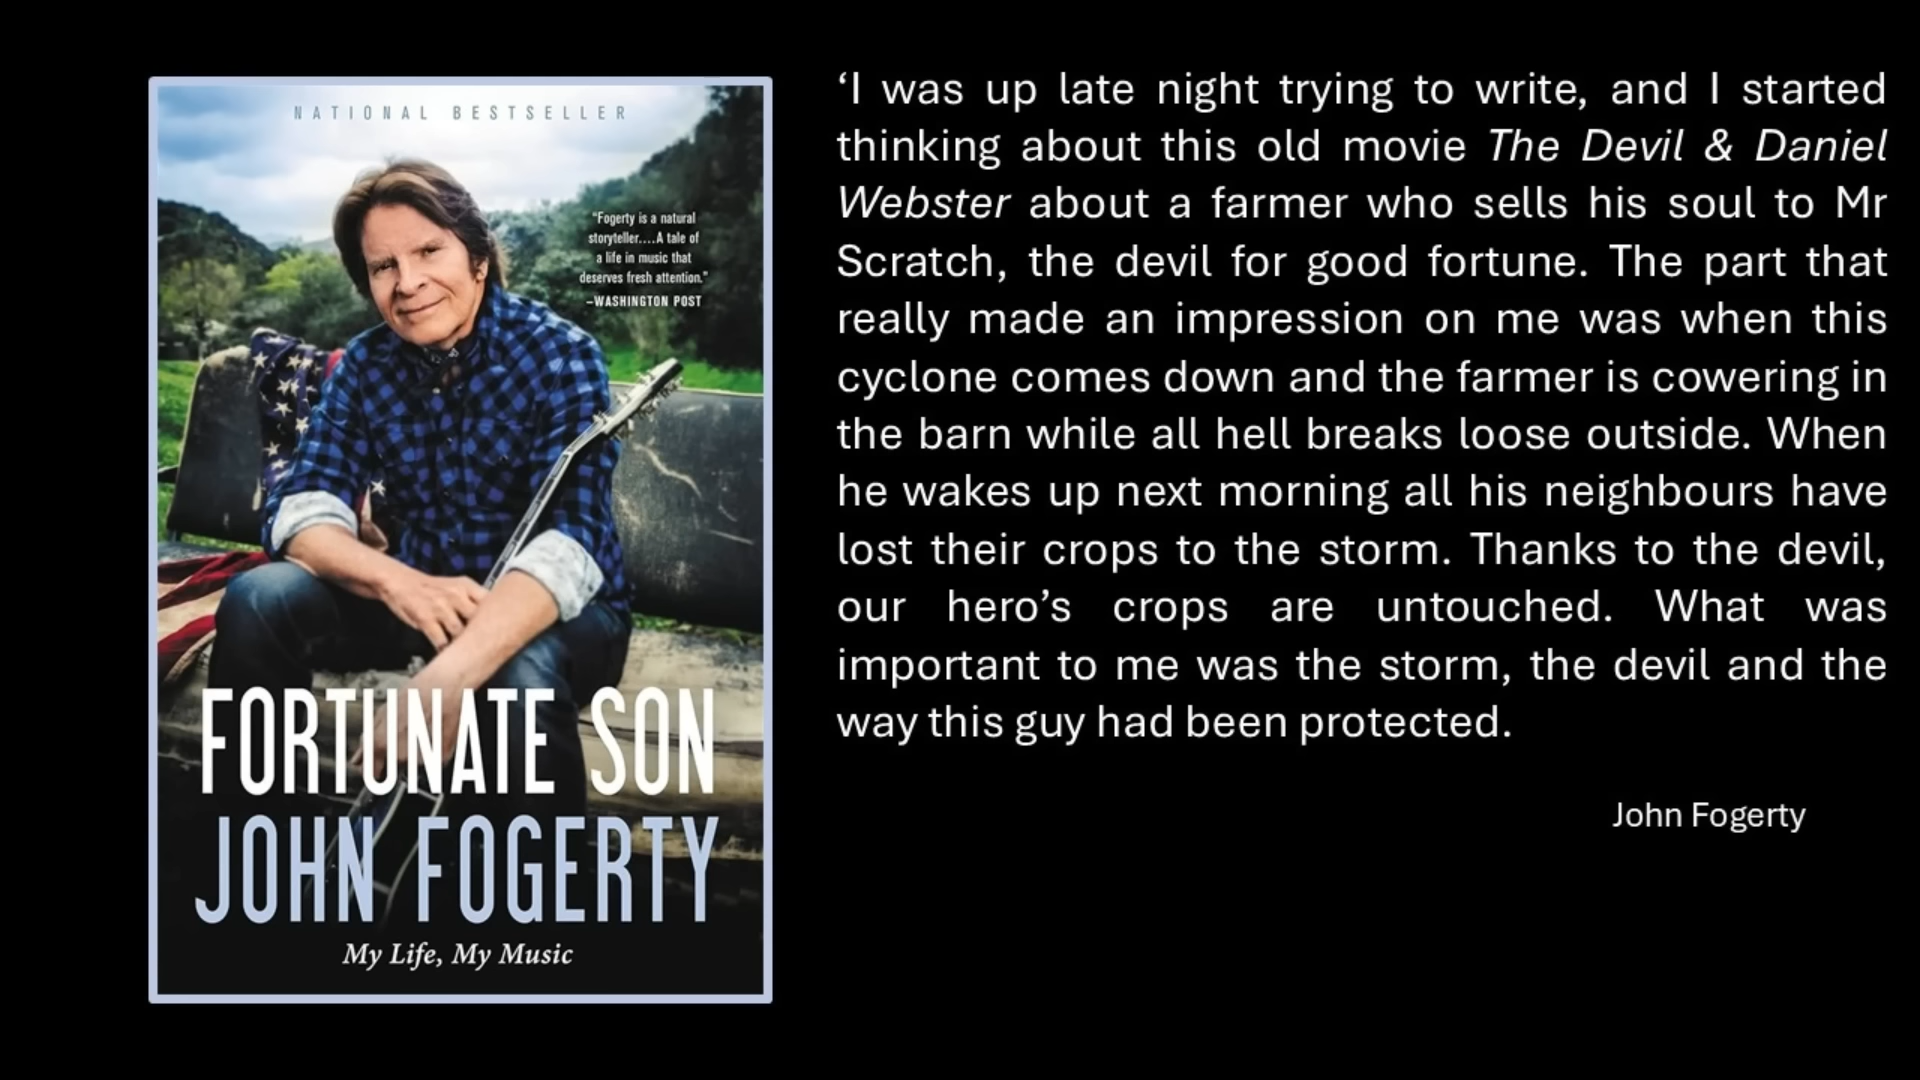 NATIONAL BESTSELLER
"Fogerty is a natural
storyteller....A tale of
a life in music that
deserves fresh attention."
–WASHINGTON POST
FORTUNATE SON
JOHN FOGERTY
My Life, My Music
‘I was up late night trying to write, and I started
thinking about this old movie The Devil & Daniel
Webster about a farmer who sells his soul to Mr
Scratch, the devil for good fortune. The part that
really made an impression on me was when this
cyclone comes down and the farmer is cowering in
the barn while all hell breaks loose outside. When
he wakes up next morning all his neighbours have
lost their crops to the storm. Thanks to the devil,
our hero’s crops are untouched. What was
important to me was the storm, the devil and the
way this guy had been protected.
John Fogerty